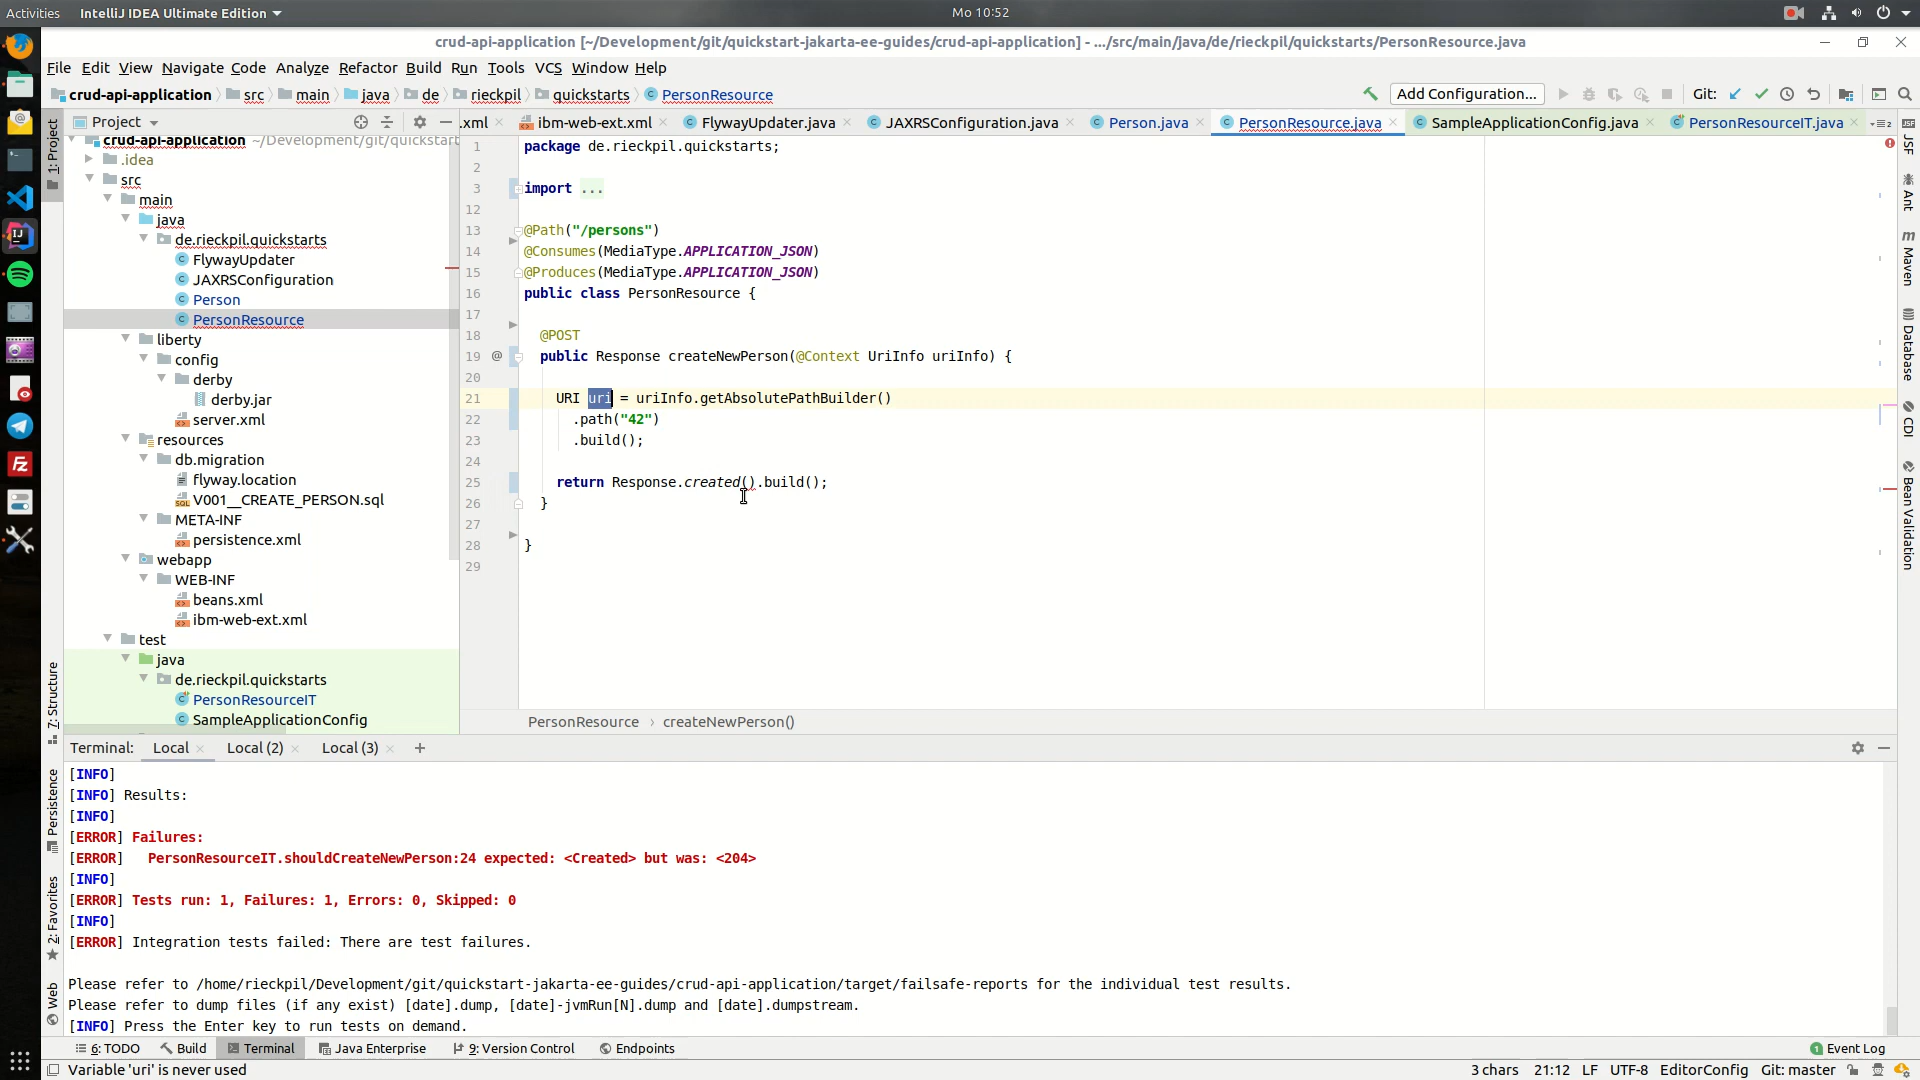 Activities IntelliJ IDEA Ultimate Edition Mo 10:52
crud-api-application [~/Development/git/quickstart-jakarta-ee-guides/crud-api-application] - .../src/main/java/de/rieckpil/quickstarts/PersonResource.java
File Edit View Navigate Code Analyze Refactor Build Run Tools VCS Window Help
crud-api-application src main java de rieckpil quickstarts PersonResource Add Configuration... Git:
1: Project
Project
.xml ibm-web-ext.xml FlywayUpdater.java JAXRSConfiguration.java Person.java PersonResource.java SampleApplicationConfig.java PersonResourceIT.java
crud-api-application ~/Development/git/quickstart
.idea
src
main
java
de.rieckpil.quickstarts
FlywayUpdater
JAXRSConfiguration
Person
PersonResource
liberty
config
derby
derby.jar
server.xml
resources
db.migration
flyway.location
V001__CREATE_PERSON.sql
META-INF
persistence.xml
webapp
WEB-INF
beans.xml
ibm-web-ext.xml
test
java
de.rieckpil.quickstarts
PersonResourceIT
SampleApplicationConfig
1 package de.rieckpil.quickstarts;
2
3 import ...
12
13 @Path("/persons")
14 @Consumes(MediaType.APPLICATION_JSON)
15 @Produces(MediaType.APPLICATION_JSON)
16 public class PersonResource {
17
18 @POST
19 @ public Response createNewPerson(@Context UriInfo uriInfo) {
20
21 URI uri = uriInfo.getAbsolutePathBuilder()
22 .path("42")
23 .build();
24
25 return Response.created().build();
26 }
27
28 }
29
PersonResource › createNewPerson()
JSF
Ant
Maven
Database
CDI
Bean Validation
7: Structure
Persistence
2: Favorites
Web
Terminal: Local Local (2) Local (3) +
[INFO]
[INFO] Results:
[INFO]
[ERROR] Failures:
[ERROR] PersonResourceIT.shouldCreateNewPerson:24 expected: <Created> but was: <204>
[INFO]
[ERROR] Tests run: 1, Failures: 1, Errors: 0, Skipped: 0
[INFO]
[ERROR] Integration tests failed: There are test failures.
Please refer to /home/rieckpil/Development/git/quickstart-jakarta-ee-guides/crud-api-application/target/failsafe-reports for the individual test results.
Please refer to dump files (if any exist) [date].dump, [date]-jvmRun[N].dump and [date].dumpstream.
[INFO] Press the Enter key to run tests on demand.
6: TODO Build Terminal Java Enterprise 9: Version Control Endpoints 1 Event Log
Variable 'uri' is never used 3 chars 21:12 LF UTF-8 EditorConfig Git: master